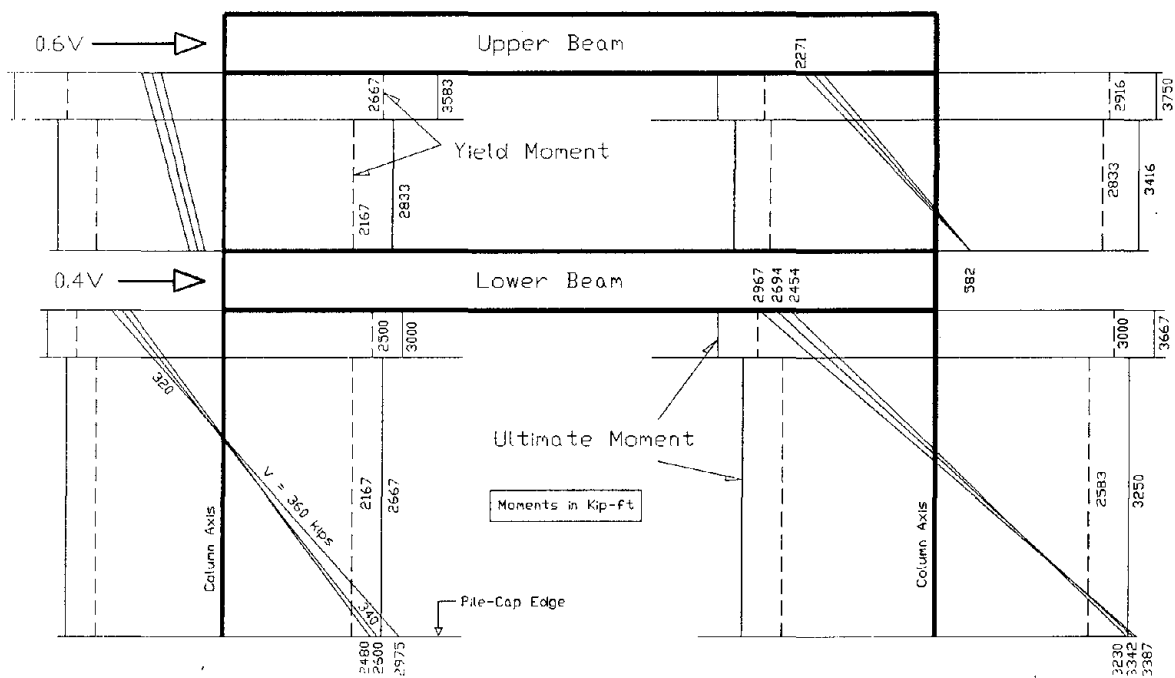 0.6V
Upper Beam
2271
2667
3583
2916
3750
Yield Moment
2167
2833
2833
3416
0.4V
Lower Beam
2967
2694
2454
582
2500
3000
3000
3667
320
Ultimate Moment
V = 360 kips
2167
2667
2583
3250
Moments in Kip-ft
Column Axis
Column Axis
340
Pile-Cap Edge
2480
2600
2975
3230
3342
3387